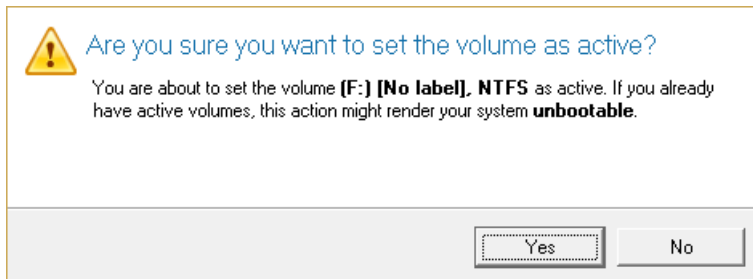 Are you sure you want to set the volume as active?
You are about to set the volume (F:) [No label], NTFS as active. If you already
have active volumes, this action might render your system unbootable.
Yes
No